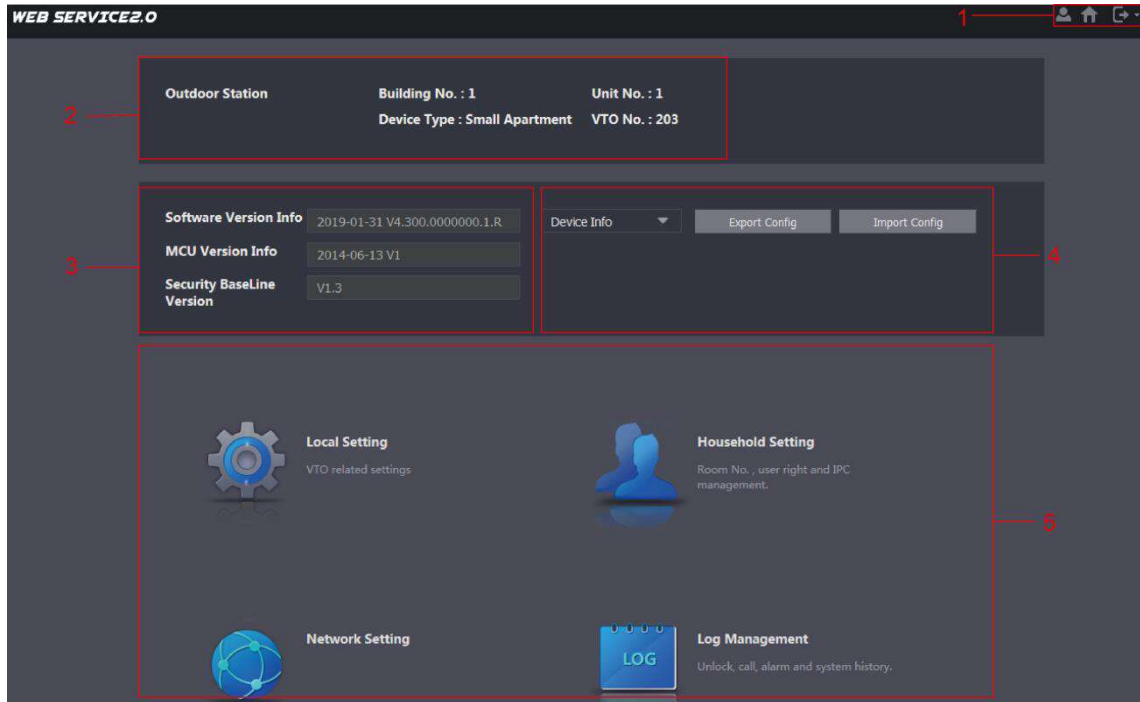 WEB SERVICE2.0
1
2
Outdoor Station
Building No. : 1
Unit No. : 1
Device Type : Small Apartment
VTO No. : 203
3
Software Version Info
2019-01-31 V4.300.0000000.1.R
MCU Version Info
2014-06-13 V1
Security BaseLine
Version
V1.3
Device Info
Export Config
Import Config
4
Local Setting
VTO related settings
Household Setting
Room No. , user right and IPC
management.
5
Network Setting
LOG
Log Management
Unlock, call, alarm and system history.